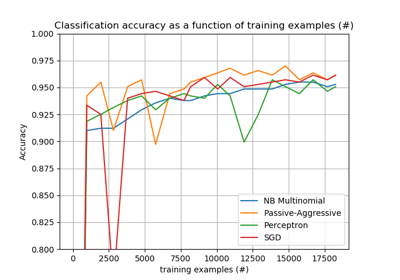 Classification accuracy as a function of training examples (#)
1.000
0.975
0.950
0.925
0.900
0.875
0.850
0.825
0.800
Accuracy
NB Multinomial
Passive-Aggressive
Perceptron
SGD
0 2500 5000 7500 10000 12500 15000 17500
training examples (#)